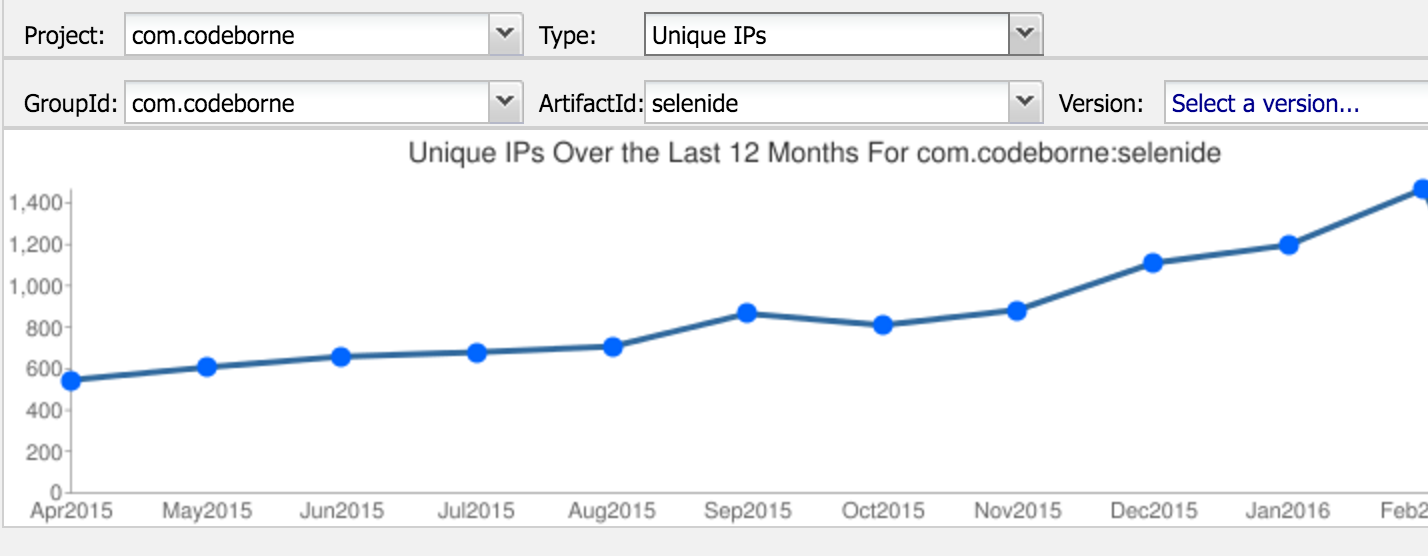 Project: com.codeborne Type: Unique IPs
GroupId: com.codeborne ArtifactId: selenide Version: Select a version...
Unique IPs Over the Last 12 Months For com.codeborne:selenide
1,400
1,200
1,000
800
600
400
200
0
Apr2015 May2015 Jun2015 Jul2015 Aug2015 Sep2015 Oct2015 Nov2015 Dec2015 Jan2016 Feb2